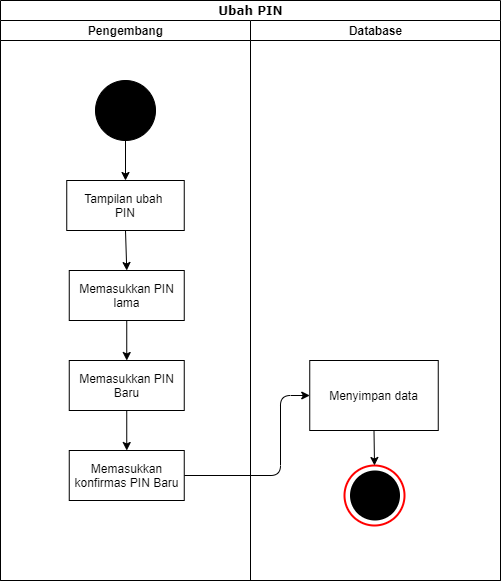 Ubah PIN
Pengembang
Database
Tampilan ubah
PIN
Memasukkan PIN
lama
Memasukkan PIN
Baru
Memasukkan
konfirmas PIN Baru
Menyimpan data